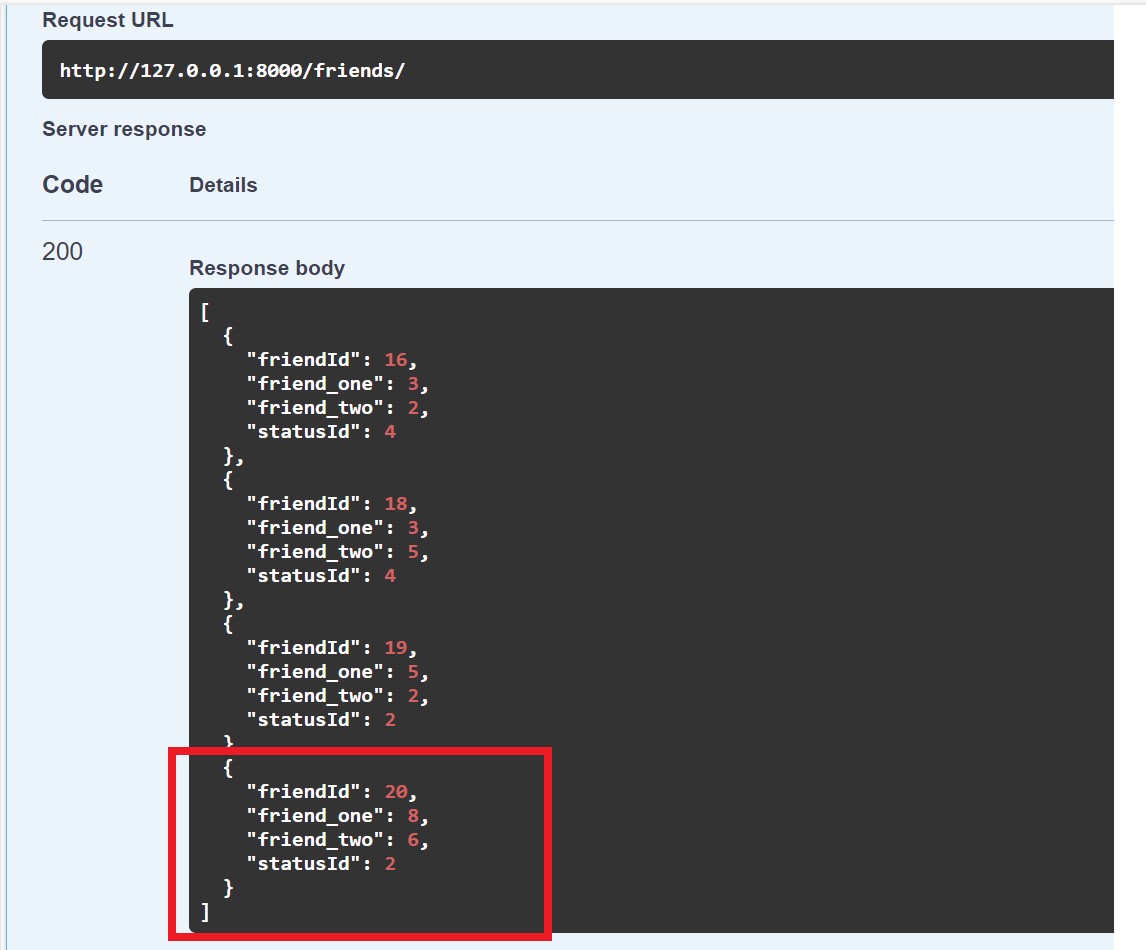 Request URL
http://127.0.0.1:8000/friends/
Server response
Code Details
200
Response body
[
{
"friendId": 16,
"friend_one": 3,
"friend_two": 2,
"statusId": 4
},
{
"friendId": 18,
"friend_one": 3,
"friend_two": 5,
"statusId": 4
},
{
"friendId": 19,
"friend_one": 5,
"friend_two": 2,
"statusId": 2
}
{
"friendId": 20,
"friend_one": 8,
"friend_two": 6,
"statusId": 2
}
]